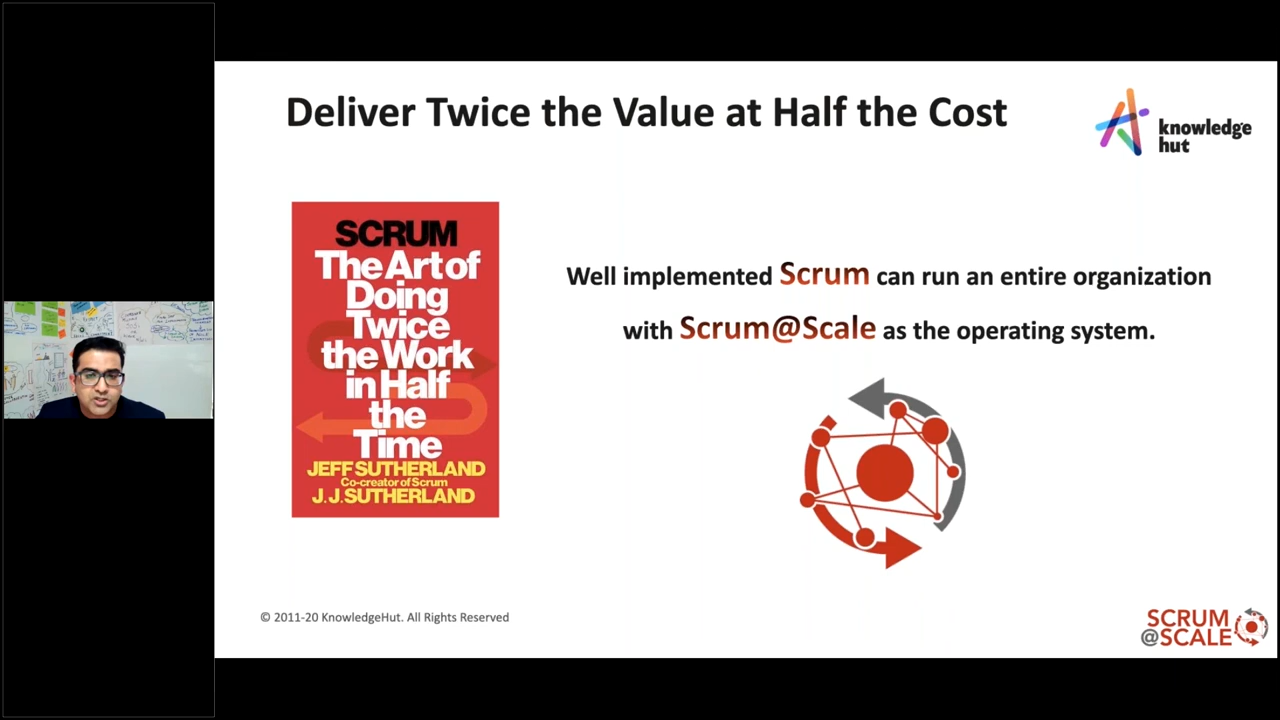 Deliver Twice the Value at Half the Cost
knowledge
hut
SCRUM
The Art of
Doing
Twice
the Work
in Half
the
Time
JEFF SUTHERLAND
Co-creator of Scrum
J. J. SUTHERLAND
Well implemented Scrum can run an entire organization
with Scrum@Scale as the operating system.
© 2011-20 KnowledgeHut. All Rights Reserved
SCRUM
@SCALE